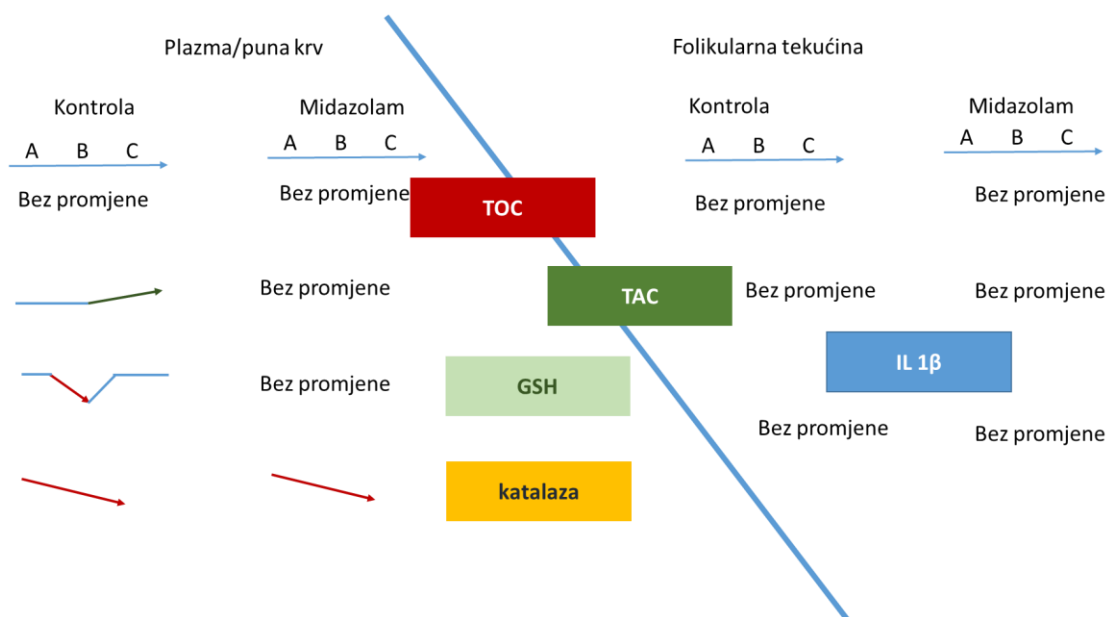 Plazma/puna krv
Folikularna tekućina
Kontrola
Midazolam
Kontrola
Midazolam
A B C
A B C
A B C
A B C
Bez promjene
Bez promjene
TOC
Bez promjene
Bez promjene
Bez promjene
TAC
Bez promjene
Bez promjene
Bez promjene
GSH
IL 1β
Bez promjene
Bez promjene
katalaza